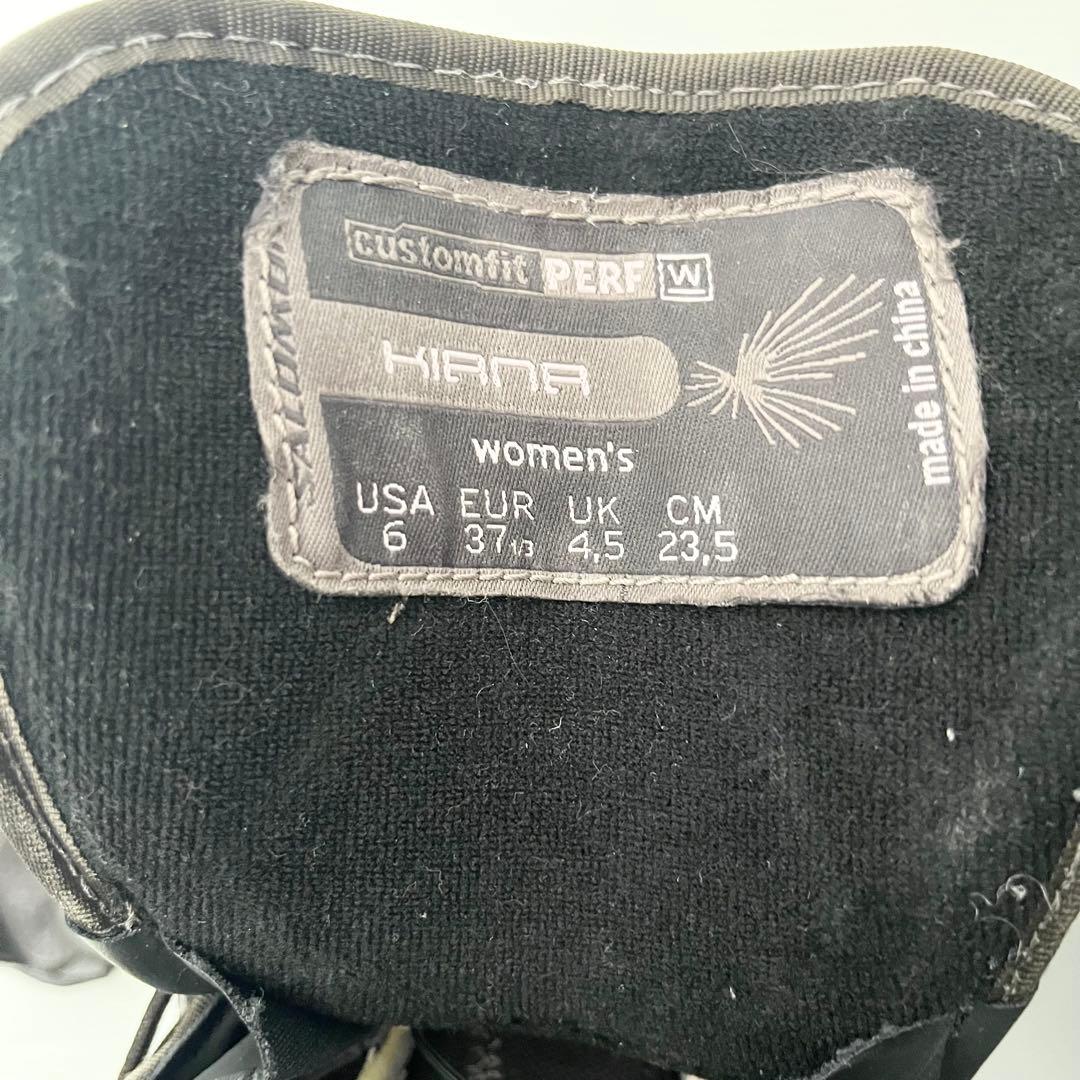 customfit PERF W
SALOMON
KIANA
women's
USA EUR UK CM
6 37 1/3 4,5 23,5
made in china